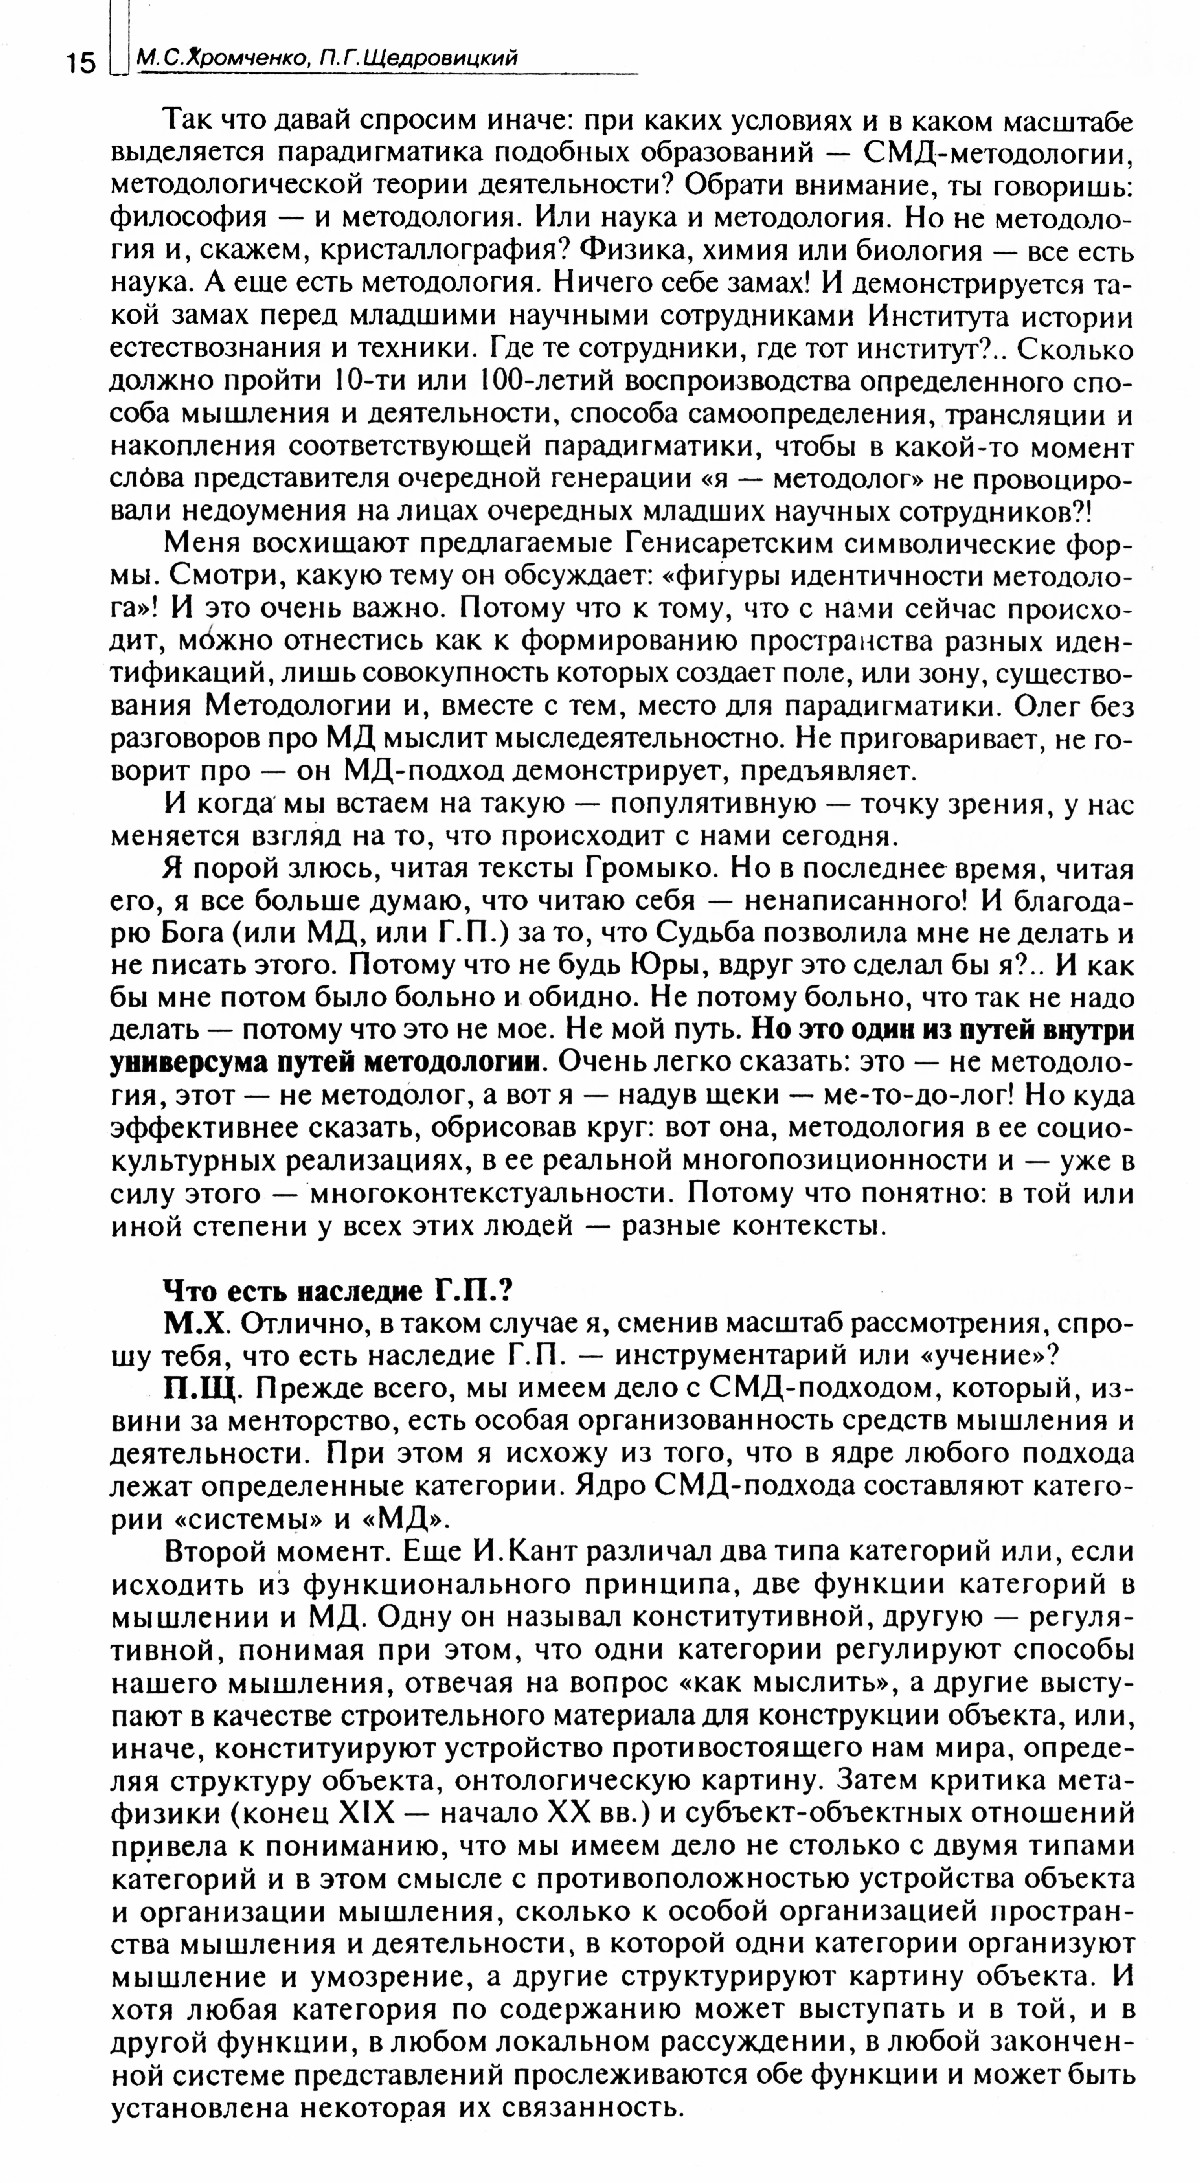 15 М.С.Хромченко, П.Г.Щедровицкий
Так что давай спросим иначе: при каких условиях и в каком масштабе
выделяется парадигматика подобных образований — СМД-методологии,
методологической теории деятельности? Обрати внимание, ты говоришь:
философия — и методология. Или наука и методология. Но не методоло-
гия и, скажем, кристаллография? Физика, химия или биология — все есть
наука. А еще есть методология. Ничего себе замах! И демонстрируется та-
кой замах перед младшими научными сотрудниками Института истории
естествознания и техники. Где те сотрудники, где тот институт?.. Сколько
должно пройти 10-ти или 100-летий воспроизводства определенного спо-
соба мышления и деятельности, способа самоопределения, трансляции и
накопления соответствующей парадигматики, чтобы в какой-то момент
слóва представителя очередной генерации «я — методолог» не провоциро-
вали недоумения на лицах очередных младших научных сотрудников?!
Меня восхищают предлагаемые Генисаретским символические фор-
мы. Смотри, какую тему он обсуждает: «фигуры идентичности методоло-
га»! И это очень важно. Потому что к тому, что с нами сейчас происхо-
дит, мóжно отнестись как к формированию пространства разных иден-
тификаций, лишь совокупность которых создает поле, или зону, существо-
вания Методологии и, вместе с тем, место для парадигматики. Олег без
разговоров про МД мыслит мыследеятельностно. Не приговаривает, не го-
ворит про — он МД-подход демонстрирует, предъявляет.
И когда мы встаем на такую — популятивную — точку зрения, у нас
меняется взгляд на то, что происходит с нами сегодня.
Я порой злюсь, читая тексты Громыко. Но в последнее время, читая
его, я все больше думаю, что читаю себя — ненаписанного! И благода-
рю Бога (или МД, или Г.П.) за то, что Судьба позволила мне не делать и
не писать этого. Потому что не будь Юры, вдруг это сделал бы я?.. И как
бы мне потом было больно и обидно. Не потому больно, что так не надо
делать — потому что это не мое. Не мой путь. Но это один из путей внутри
универсума путей методологии. Очень легко сказать: это — не методоло-
гия, этот — не методолог, а вот я — надув щеки — ме-то-до-лог! Но куда
эффективнее сказать, обрисовав круг: вот она, методология в ее социо-
культурных реализациях, в ее реальной многопозиционности и — уже в
силу этого — многоконтекстуальности. Потому что понятно: в той или
иной степени у всех этих людей — разные контексты.
Что есть наследие Г.П.?
М.Х. Отлично, в таком случае я, сменив масштаб рассмотрения, спро-
шу тебя, что есть наследие Г.П. — инструментарий или «учение»?
П.Щ. Прежде всего, мы имеем дело с СМД-подходом, который, из-
вини за менторство, есть особая организованность средств мышления и
деятельности. При этом я исхожу из того, что в ядре любого подхода
лежат определенные категории. Ядро СМД-подхода составляют катего-
рии «системы» и «МД».
Второй момент. Еще И.Кант различал два типа категорий или, если
исходить из функционального принципа, две функции категорий в
мышлении и МД. Одну он называл конститутивной, другую — регуля-
тивной, понимая при этом, что одни категории регулируют способы
нашего мышления, отвечая на вопрос «как мыслить», а другие высту-
пают в качестве строительного материала для конструкции объекта, или,
иначе, конституируют устройство противостоящего нам мира, опреде-
ляя структуру объекта, онтологическую картину. Затем критика мета-
физики (конец XIX — начало XX вв.) и субъект-объектных отношений
привела к пониманию, что мы имеем дело не столько с двумя типами
категорий и в этом смысле с противоположностью устройства объекта
и организации мышления, сколько к особой организацией простран-
ства мышления и деятельности, в которой одни категории организуют
мышление и умозрение, а другие структурируют картину объекта. И
хотя любая категория по содержанию может выступать и в той, и в
другой функции, в любом локальном рассуждении, в любой закончен-
ной системе представлений прослеживаются обе функции и может быть
установлена некоторая их связанность.